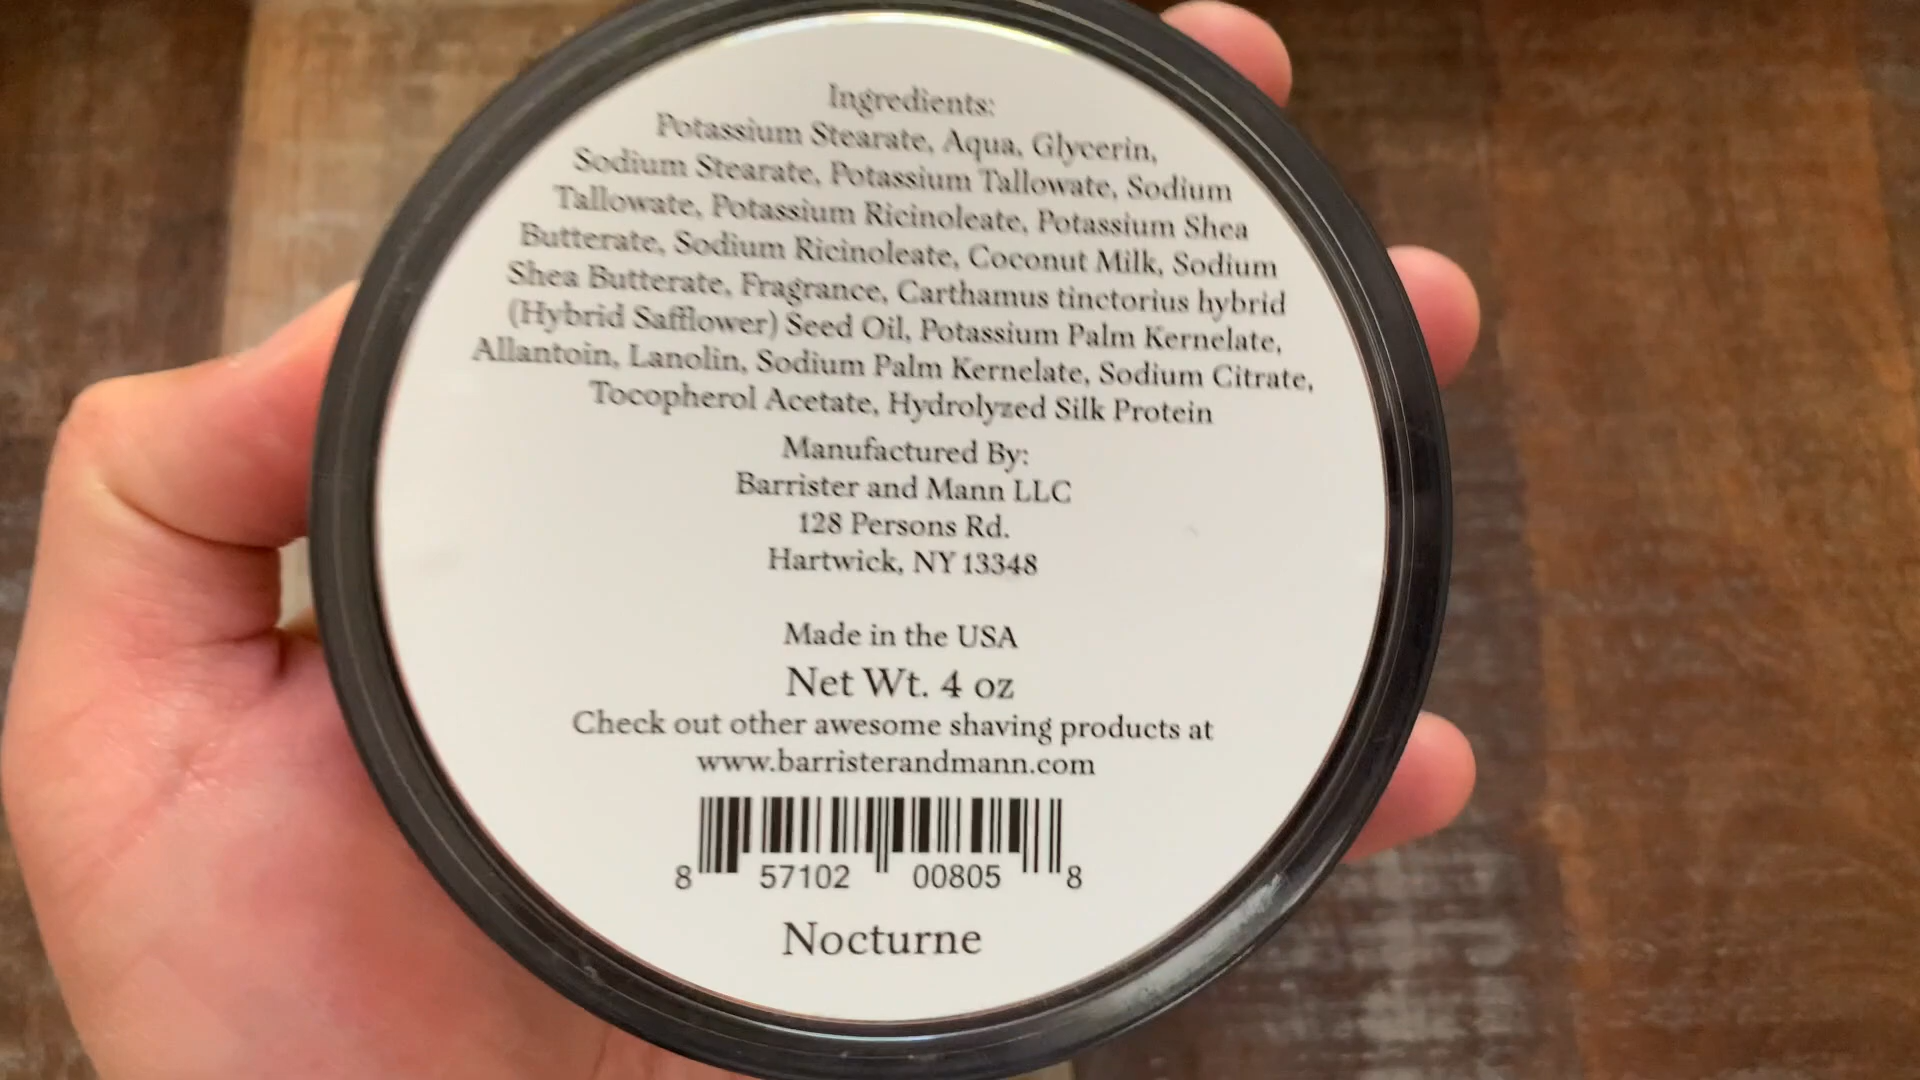 Ingredients:
Potassium Stearate, Aqua, Glycerin,
Sodium Stearate, Potassium Tallowate, Sodium
Tallowate, Potassium Ricinoleate, Potassium Shea
Butterate, Sodium Ricinoleate, Coconut Milk, Sodium
Shea Butterate, Fragrance, Carthamus tinctorius hybrid
(Hybrid Safflower) Seed Oil, Potassium Palm Kernelate,
Allantoin, Lanolin, Sodium Palm Kernelate, Sodium Citrate,
Tocopherol Acetate, Hydrolyzed Silk Protein
Manufactured By:
Barrister and Mann LLC
128 Persons Rd.
Hartwick, NY 13348
Made in the USA
Net Wt. 4 oz
Check out other awesome shaving products at
www.barristerandmann.com
8 57102 00805 8
Nocturne